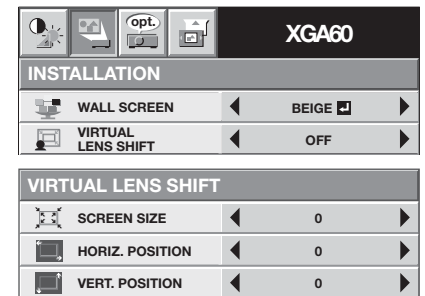 opt.
XGA60
INSTALLATION
WALL SCREEN BEIGE
VIRTUAL
LENS SHIFT OFF
VIRTUAL LENS SHIFT
SCREEN SIZE 0
HORIZ. POSITION 0
VERT. POSITION 0